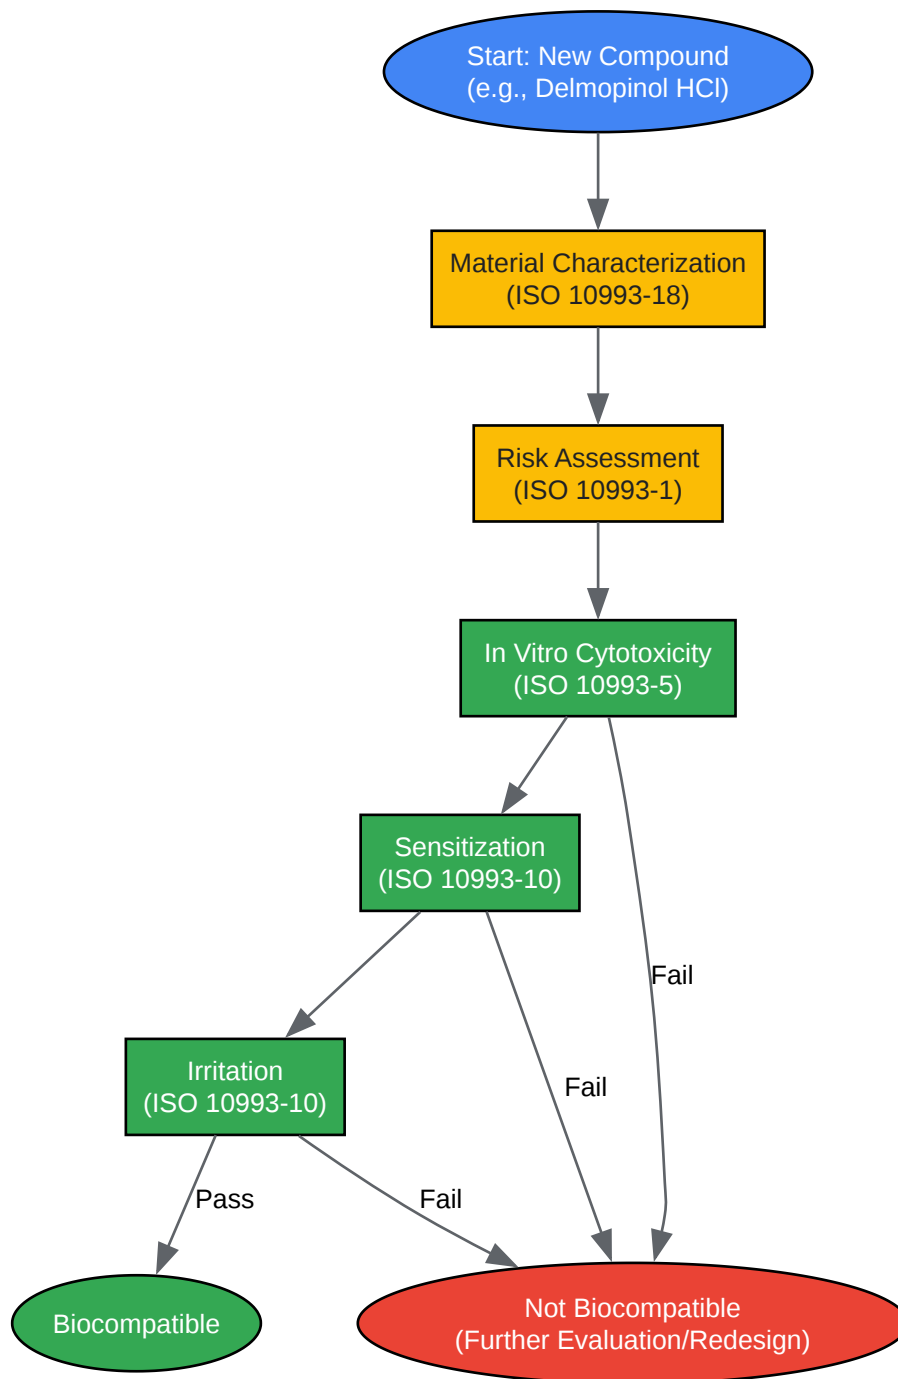 Start: New Compound
(e.g., Delmopinol HCl)
Material Characterization
(ISO 10993-18)
Risk Assessment
(ISO 10993-1)
In Vitro Cytotoxicity
(ISO 10993-5)
Sensitization
(ISO 10993-10)
Fail
Irritation
(ISO 10993-10)
Fail
Pass
Fail
Biocompatible
Not Biocompatible
(Further Evaluation/Redesign)